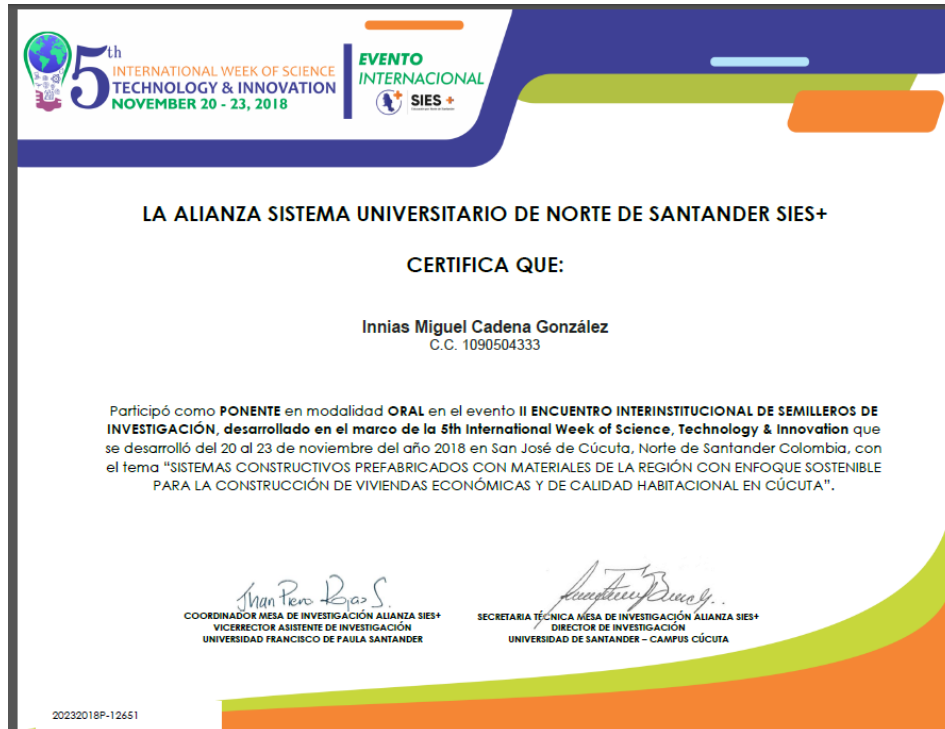 5th
INTERNATIONAL WEEK OF SCIENCE
TECHNOLOGY & INNOVATION
NOVEMBER 20 - 23, 2018
EVENTO
INTERNACIONAL
SIES +
LA ALIANZA SISTEMA UNIVERSITARIO DE NORTE DE SANTANDER SIES+
CERTIFICA QUE:
Innias Miguel Cadena González
C.C. 1090504333
Participó como PONENTE en modalidad ORAL en el evento II ENCUENTRO INTERINSTITUCIONAL DE SEMILLEROS DE
INVESTIGACIÓN, desarrollado en el marco de la 5th International Week of Science, Technology & Innovation que
se desarrolló del 20 al 23 de noviembre del año 2018 en San José de Cúcuta, Norte de Santander Colombia, con
el tema “SISTEMAS CONSTRUCTIVOS PREFABRICADOS CON MATERIALES DE LA REGIÓN CON ENFOQUE SOSTENIBLE
PARA LA CONSTRUCCIÓN DE VIVIENDAS ECONÓMICAS Y DE CALIDAD HABITACIONAL EN CÚCUTA”.
Jhan Piero Rojas S.
COORDINADOR MESA DE INVESTIGACIÓN ALIANZA SIES+
VICERRECTOR ASISTENTE DE INVESTIGACIÓN
UNIVERSIDAD FRANCISCO DE PAULA SANTANDER
SECRETARIA TÉCNICA MESA DE INVESTIGACIÓN ALIANZA SIES+
DIRECTOR DE INVESTIGACIÓN
UNIVERSIDAD DE SANTANDER – CAMPUS CÚCUTA
20232018P-12651